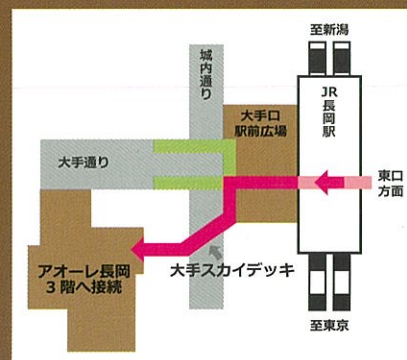 至新潟
城内通り
JR
長岡駅
大手口
駅前広場
大手通り
東口
方面
大手スカイデッキ
アオーレ長岡
3階へ接続
至東京